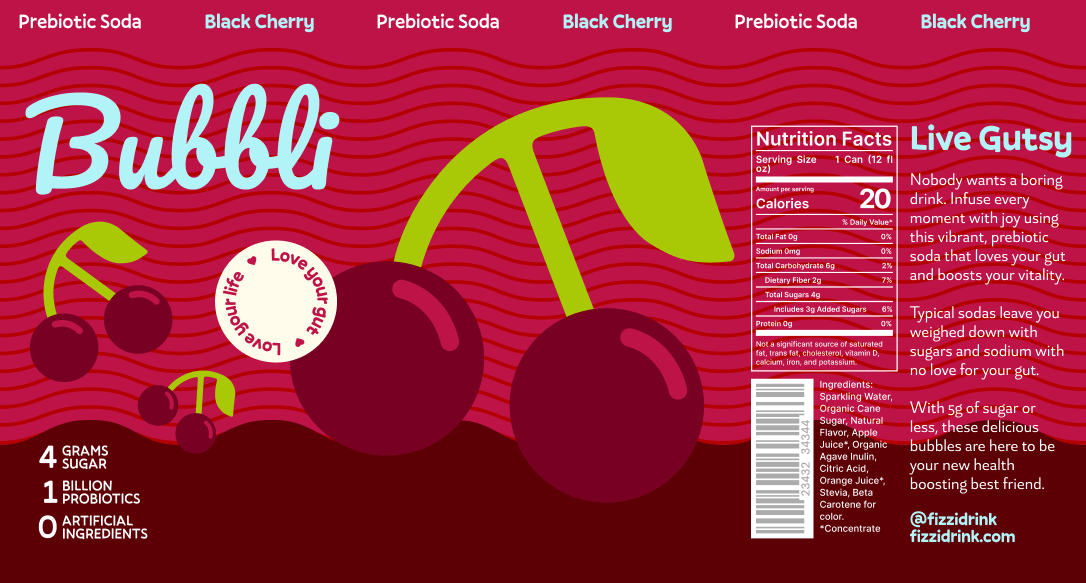 Prebiotic Soda Black Cherry Prebiotic Soda Black Cherry Prebiotic Soda Black Cherry
Bubbli
Love your gut
Love your life
4 GRAMS
SUGAR
1 BILLION
PROBIOTICS
0 ARTIFICIAL
INGREDIENTS
Nutrition Facts
Serving Size 1 Can (12 fl
oz)
Amount per serving
Calories 20
% Daily Value*
Total Fat 0g 0%
Sodium 0mg 0%
Total Carbohydrate 6g 2%
Dietary Fiber 2g 7%
Total Sugars 4g
Includes 3g Added Sugars 6%
Protein 0g 0%
Not a significant source of saturated
fat, trans fat, cholesterol, vitamin D,
calcium, iron, and potassium.
23432 34344
Ingredients:
Sparkling Water,
Organic Cane
Sugar, Natural
Flavor, Apple
Juice*, Organic
Agave Inulin,
Citric Acid,
Orange Juice*,
Stevia, Beta
Carotene for
color.
*Concentrate
Live Gutsy
Nobody wants a boring
drink. Infuse every
moment with joy using
this vibrant, prebiotic
soda that loves your gut
and boosts your vitality.
Typical sodas leave you
weighed down with
sugars and sodium with
no love for your gut.
With 5g of sugar or
less, these delicious
bubbles are here to be
your new health
boosting best friend.
@fizzidrink
fizzidrink.com